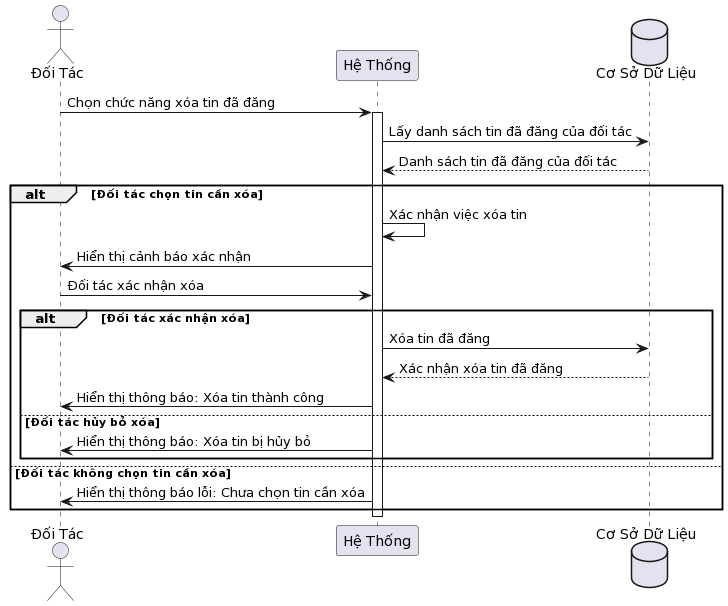 Đối Tác
Hệ Thống
Cơ Sở Dữ Liệu
Chọn chức năng xóa tin đã đăng
Lấy danh sách tin đã đăng của đối tác
Danh sách tin đã đăng của đối tác
alt [Đối tác chọn tin cần xóa]
Xác nhận việc xóa tin
Hiển thị cảnh báo xác nhận
Đối tác xác nhận xóa
alt [Đối tác xác nhận xóa]
Xóa tin đã đăng
Xác nhận xóa tin đã đăng
Hiển thị thông báo: Xóa tin thành công
[Đối tác hủy bỏ xóa]
Hiển thị thông báo: Xóa tin bị hủy bỏ
[Đối tác không chọn tin cần xóa]
Hiển thị thông báo lỗi: Chưa chọn tin cần xóa
Đối Tác
Hệ Thống
Cơ Sở Dữ Liệu